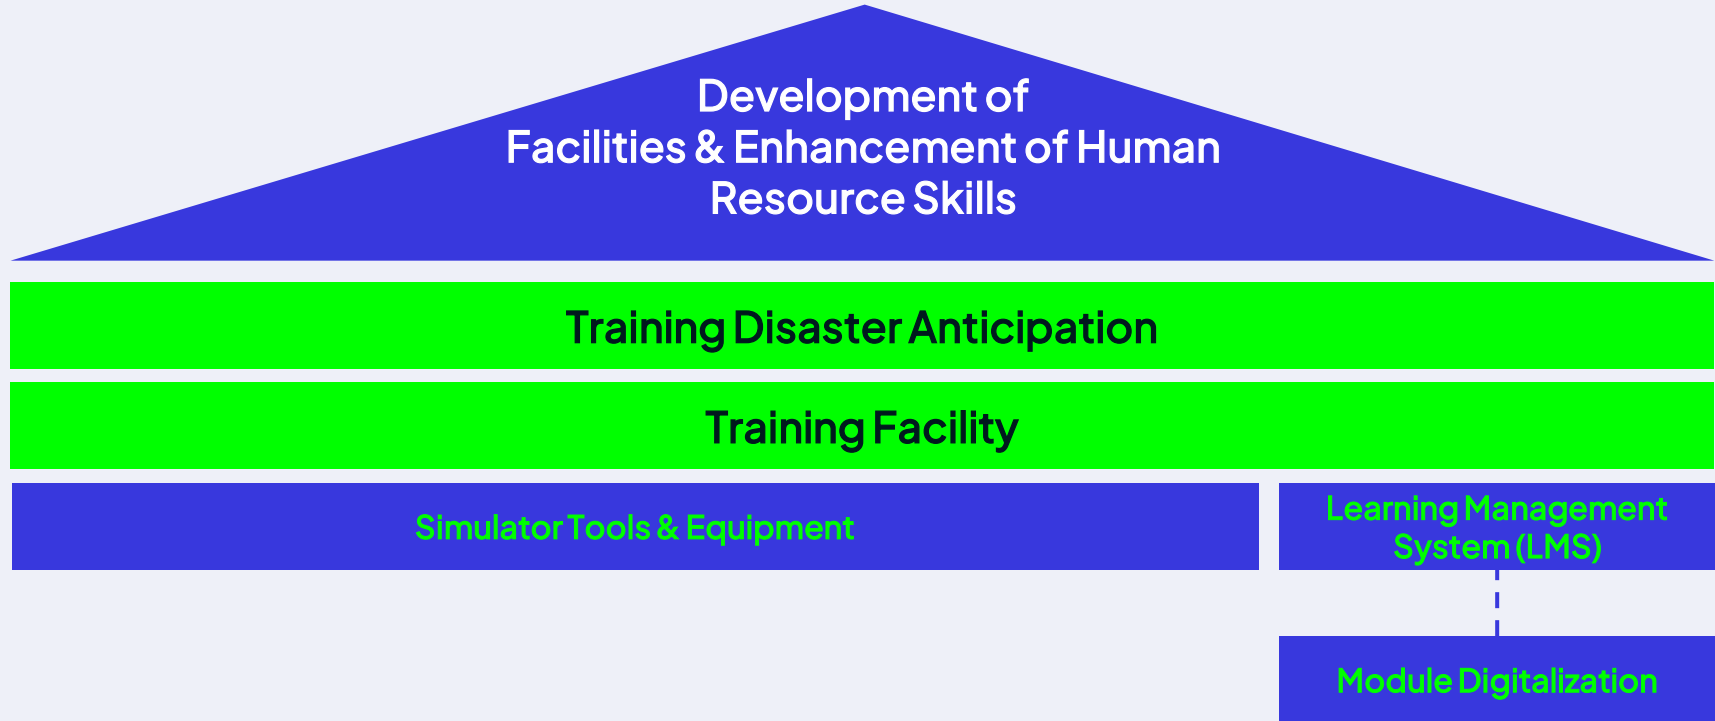 Development of
Facilities & Enhancement of Human
Resource Skills
Training Disaster Anticipation
Training Facility
Simulator Tools & Equipment
Learning Management
System (LMS)
Module Digitalization